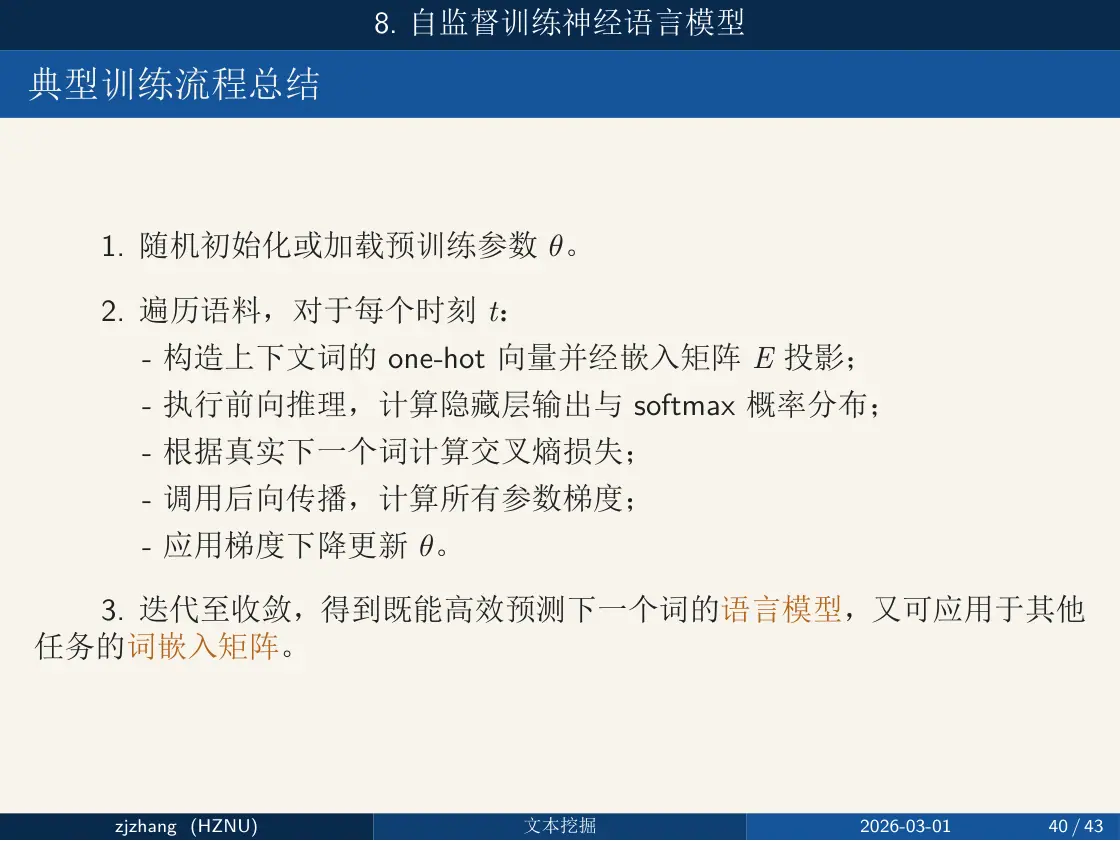 8. 自监督训练神经语言模型
典型训练流程总结
1. 随机初始化或加载预训练参数 θ。
2. 遍历语料，对于每个时刻 t：
- 构造上下文词的 one-hot 向量并经嵌入矩阵 E 投影；
- 执行前向推理，计算隐藏层输出与 softmax 概率分布；
- 根据真实下一个词计算交叉熵损失；
- 调用后向传播，计算所有参数梯度；
- 应用梯度下降更新 θ。
3. 迭代至收敛，得到既能高效预测下一个词的语言模型，又可应用于其他
任务的词嵌入矩阵。
zjzhang (HZNU) 文本挖掘 2026-03-01 40 / 43